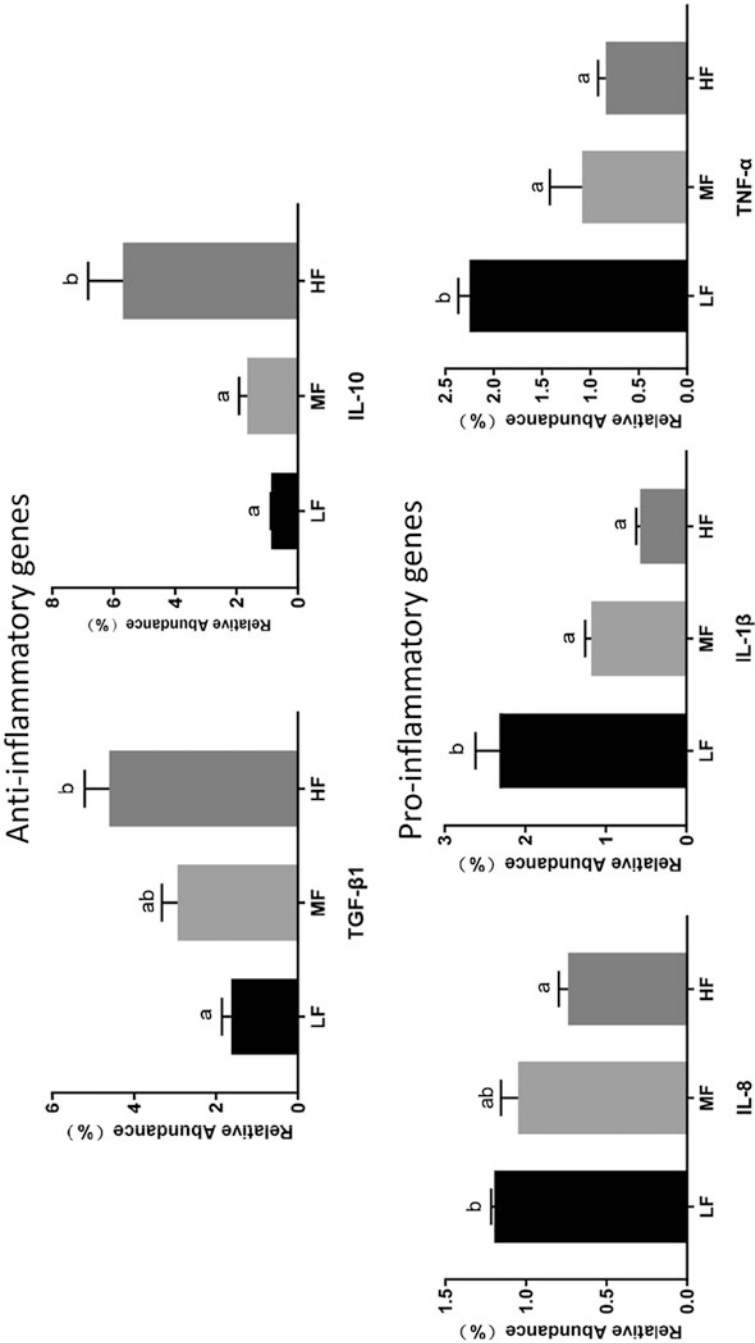 Anti-inflammatory genes
Relative Abundance (%)
6
4
2
0
a
ab
b
LF
MF
HF
TGF-β1
Relative Abundance (%)
8
6
4
2
0
a
a
b
LF
MF
HF
IL-10
Pro-inflammatory genes
Relative Abundance (%)
1.5
1.0
0.5
0.0
b
ab
a
LF
MF
HF
IL-8
Relative Abundance (%)
3
2
1
0
b
a
a
LF
MF
HF
IL-1β
Relative Abundance (%)
2.5
2.0
1.5
1.0
0.5
0.0
b
a
a
LF
MF
HF
TNF-α